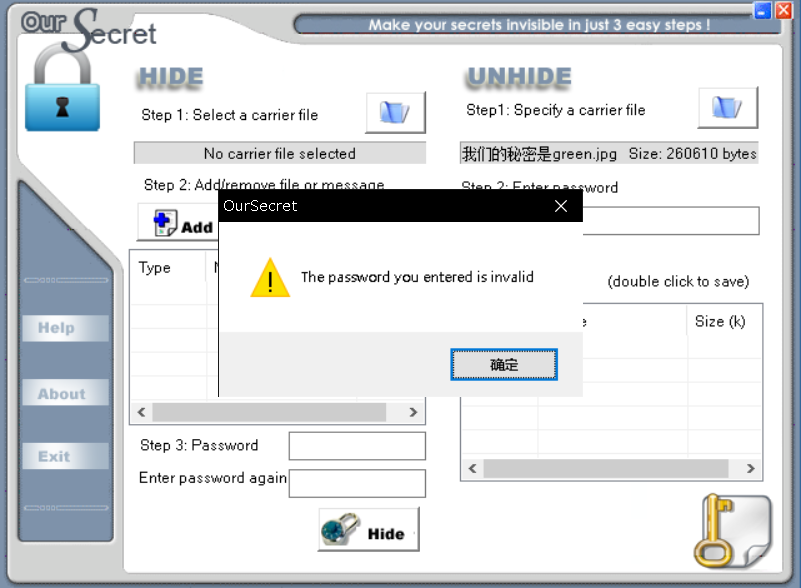 Our Secret
Make your secrets invisible in just 3 easy steps !
HIDE
Step 1: Select a carrier file
No carrier file selected
Step 2: Add/remove file or message
Add
Type
Step 3: Password
Enter password again
Hide
UNHIDE
Step1: Specify a carrier file
我们的秘密是green.jpg Size: 260610 bytes
Step 2: Enter password
(double click to save)
Size (k)
OurSecret
The password you entered is invalid
确定
Help
About
Exit